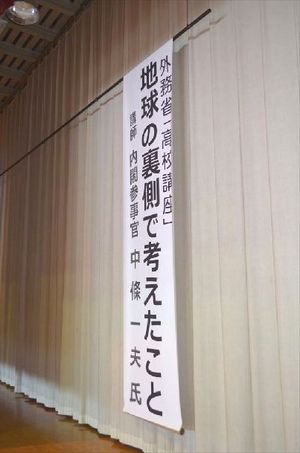 外務省「高校講座」
地球の裏側で考えたこと
講師 内閣参事官 中條一夫氏